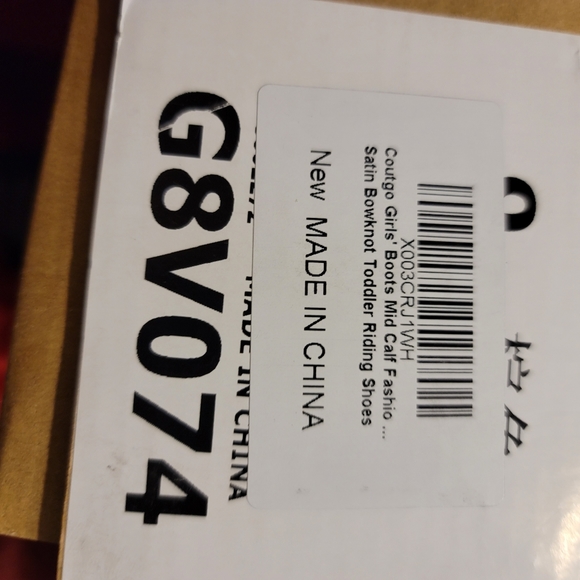 X003CRJ1WH
Coutgo Girls' Boots Mid Calf Fashio ...
Satin Bowknot Toddler Riding Shoes
New MADE IN CHINA
MADE IN CHINA
G8V074